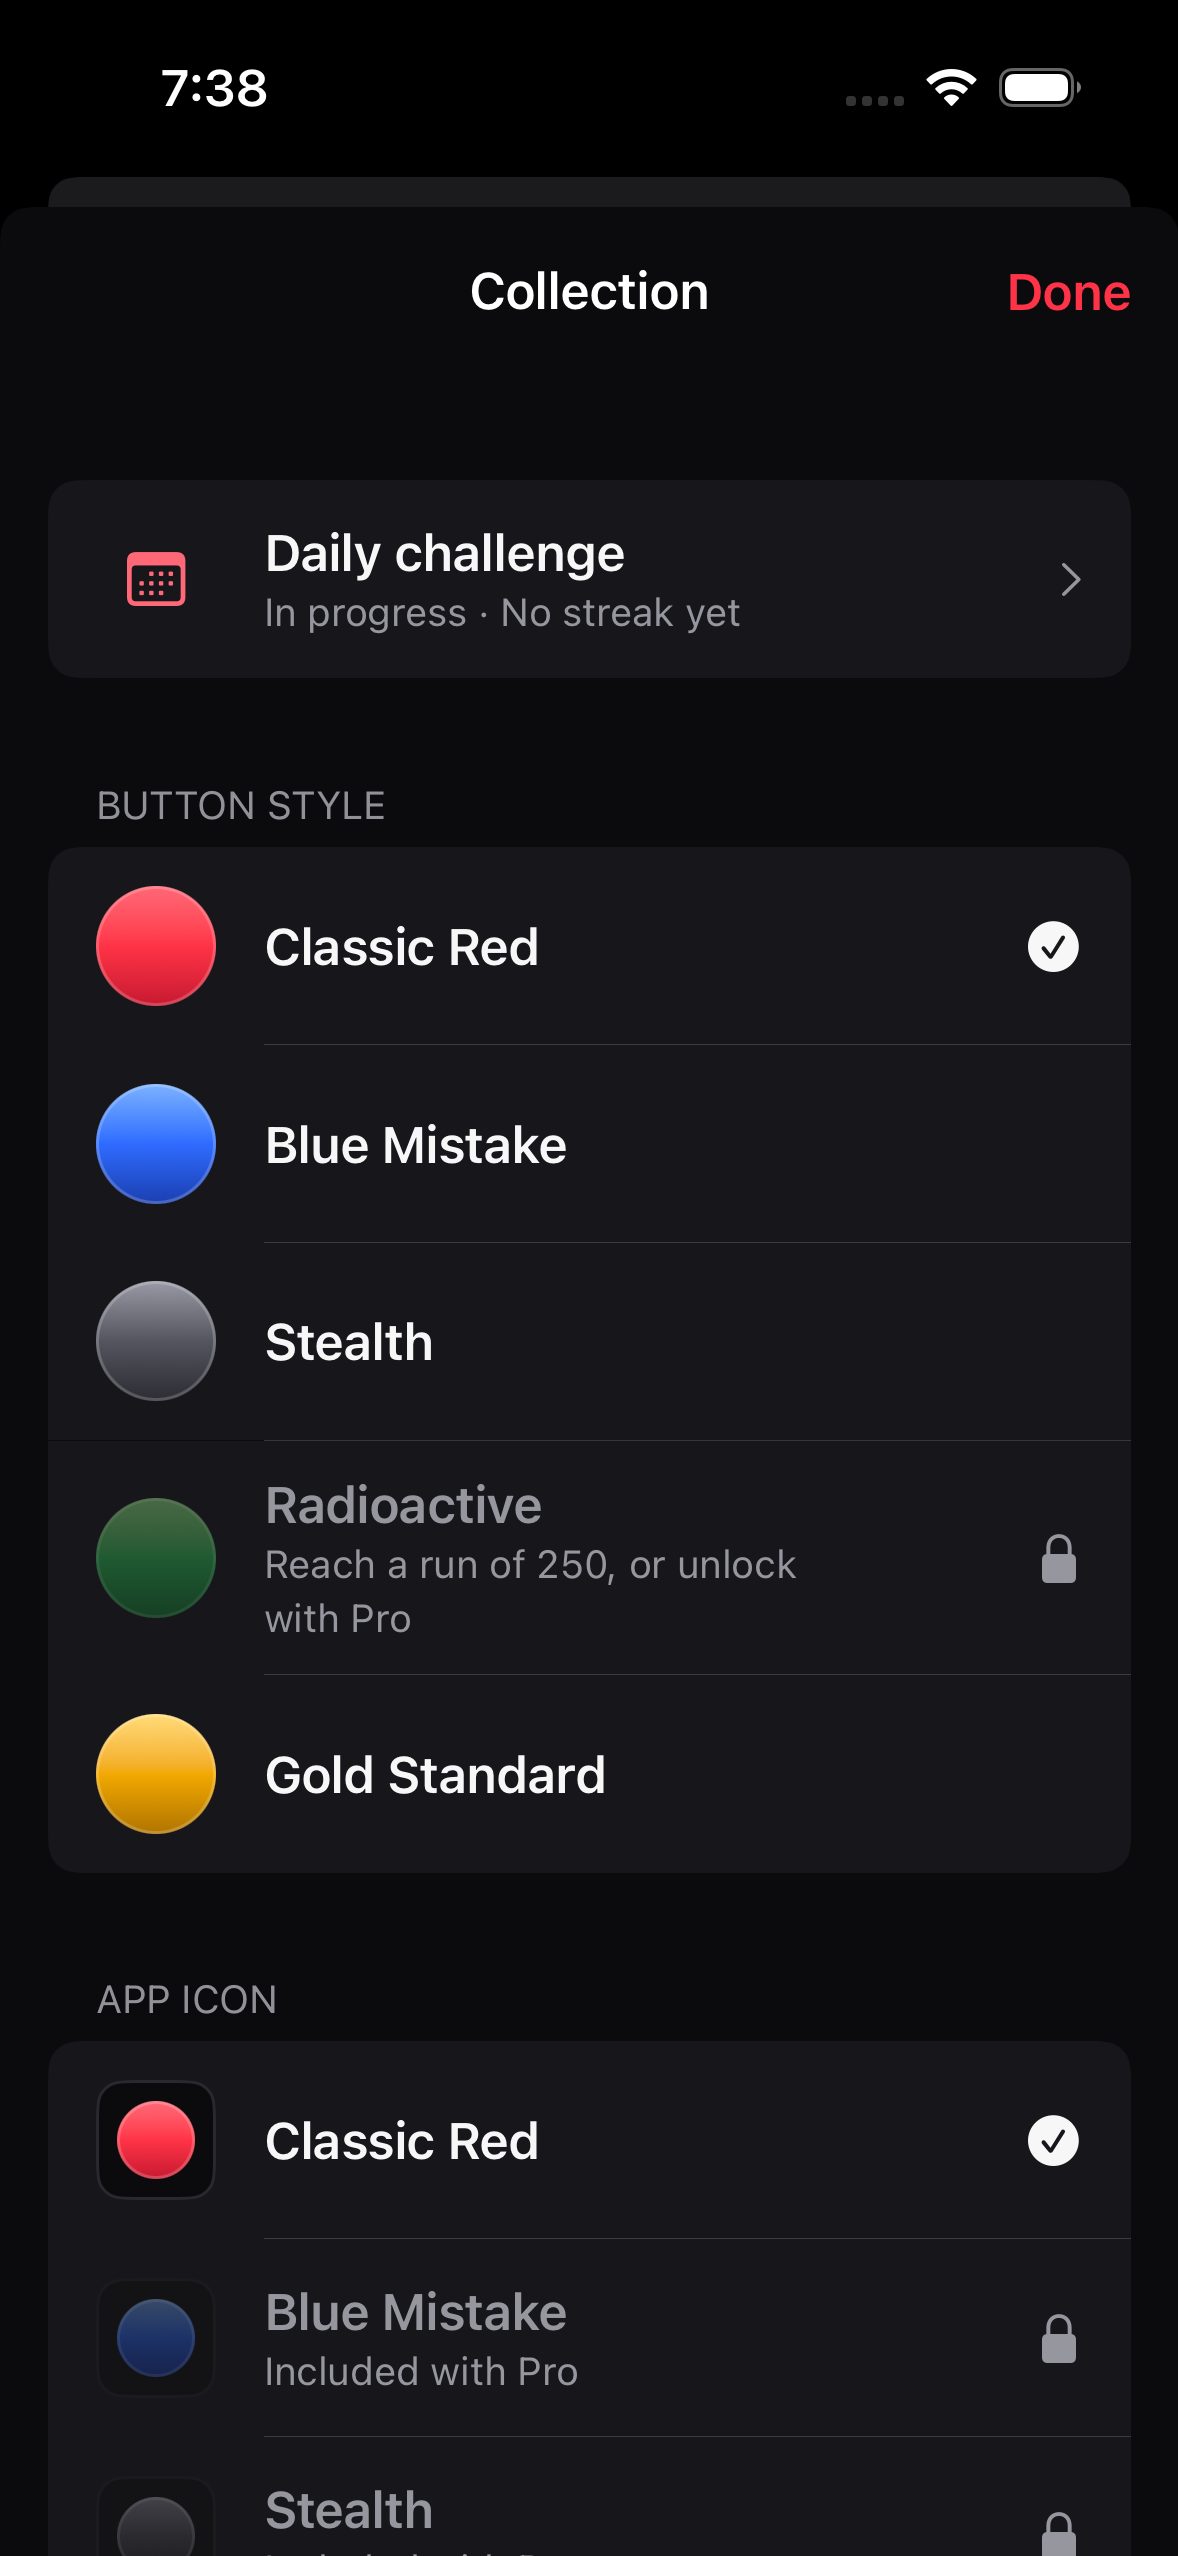 7:38
Collection
Done
Daily challenge
In progress · No streak yet
BUTTON STYLE
Classic Red
Blue Mistake
Stealth
Radioactive
Reach a run of 250, or unlock
with Pro
Gold Standard
APP ICON
Classic Red
Blue Mistake
Included with Pro
Stealth